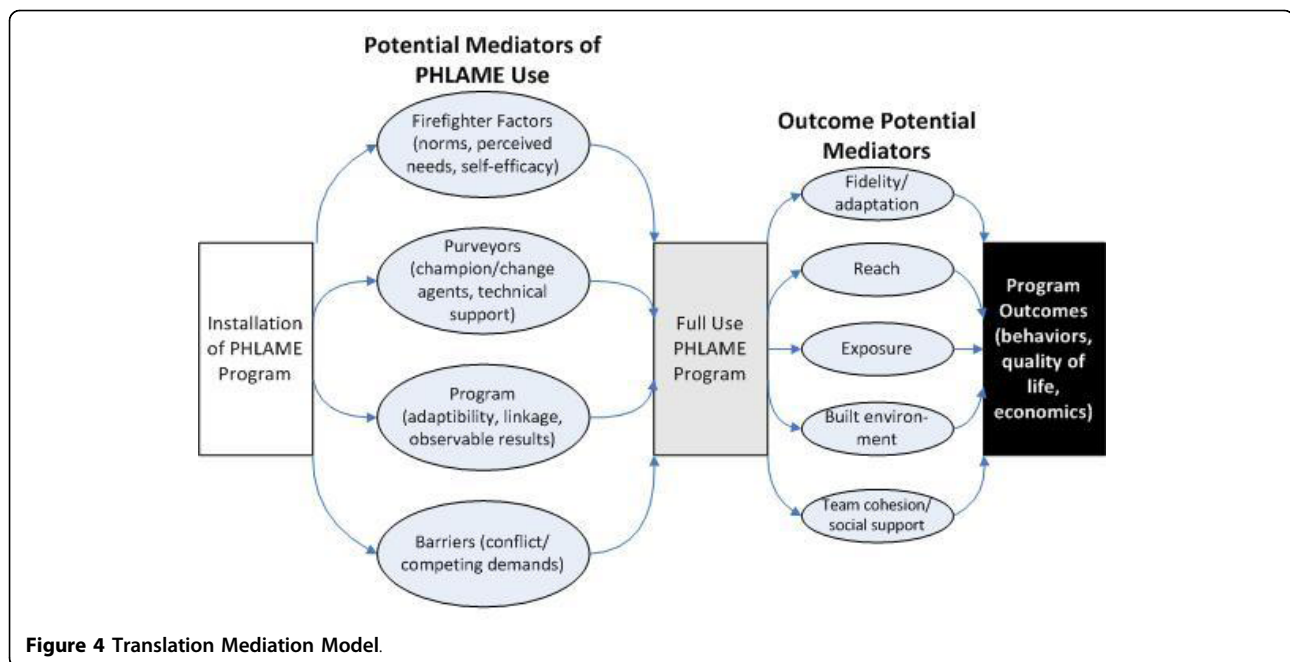 Potential Mediators of
PHLAME Use
Firefighter Factors
(norms, perceived
needs, self-efficacy)
Purveyors
(champion/change
agents, technical
support)
Program
(adaptibility, linkage,
observable results)
Barriers (conflict/
competing demands)
Installation
of PHLAME
Program
Full Use
PHLAME
Program
Outcome Potential
Mediators
Fidelity/
adaptation
Reach
Exposure
Built environ-
ment
Team cohesion/
social support
Program
Outcomes
(behaviors,
quality of
life,
economics)
Figure 4 Translation Mediation Model.